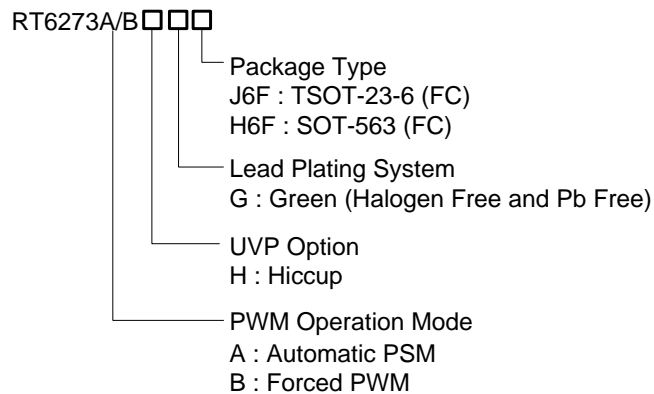 RT6273A/B
Package Type
J6F : TSOT-23-6 (FC)
H6F : SOT-563 (FC)
Lead Plating System
G : Green (Halogen Free and Pb Free)
UVP Option
H : Hiccup
PWM Operation Mode
A : Automatic PSM
B : Forced PWM